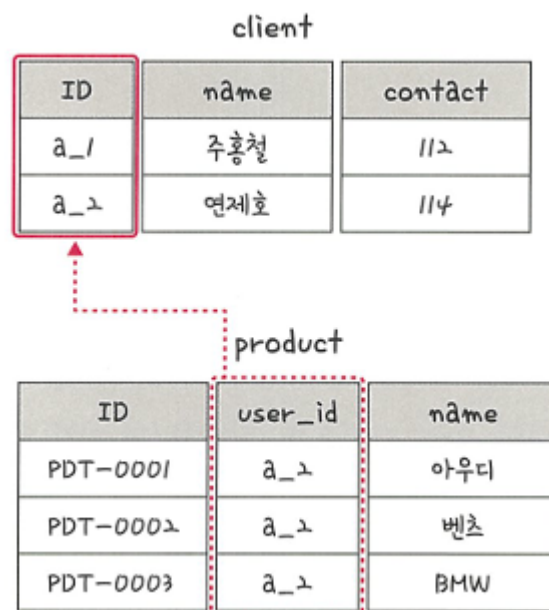 client
ID name contact
a_1 주홍철 112
a_2 연제호 114
product
ID user_id name
PDT-0001 a_2 아우디
PDT-0002 a_2 벤츠
PDT-0003 a_2 BMW